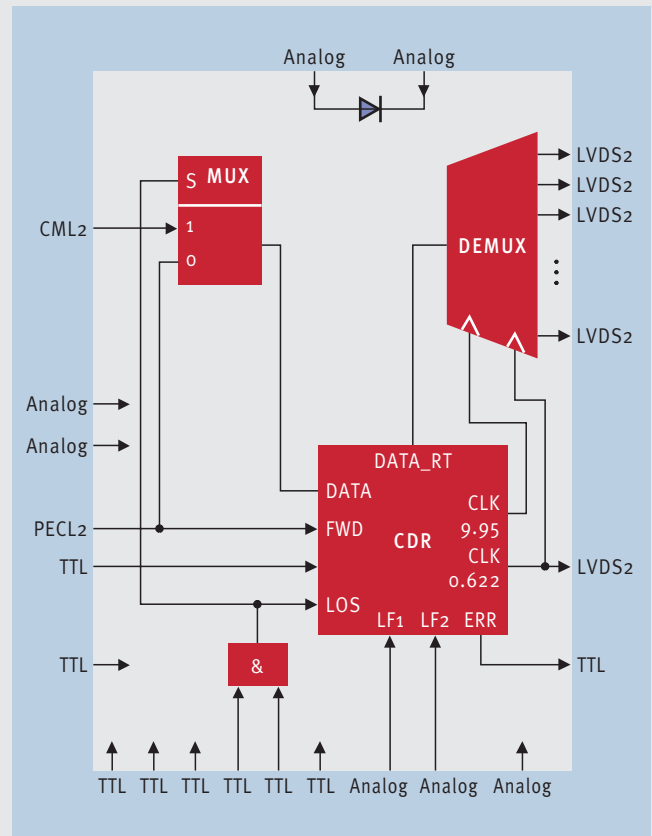 Analog Analog
LVDS2
S MUX
LVDS2
LVDS2
CML2
1
DEMUX
0
LVDS2
Analog
Analog
DATA_RT
DATA
CLK
PECL2
FWD
9.95
CDR
CLK
TTL
LVDS2
0.622
LOS
LF1 LF2 ERR
TTL
&
TTL
TTL TTL TTL TTL TTL TTL Analog Analog Analog